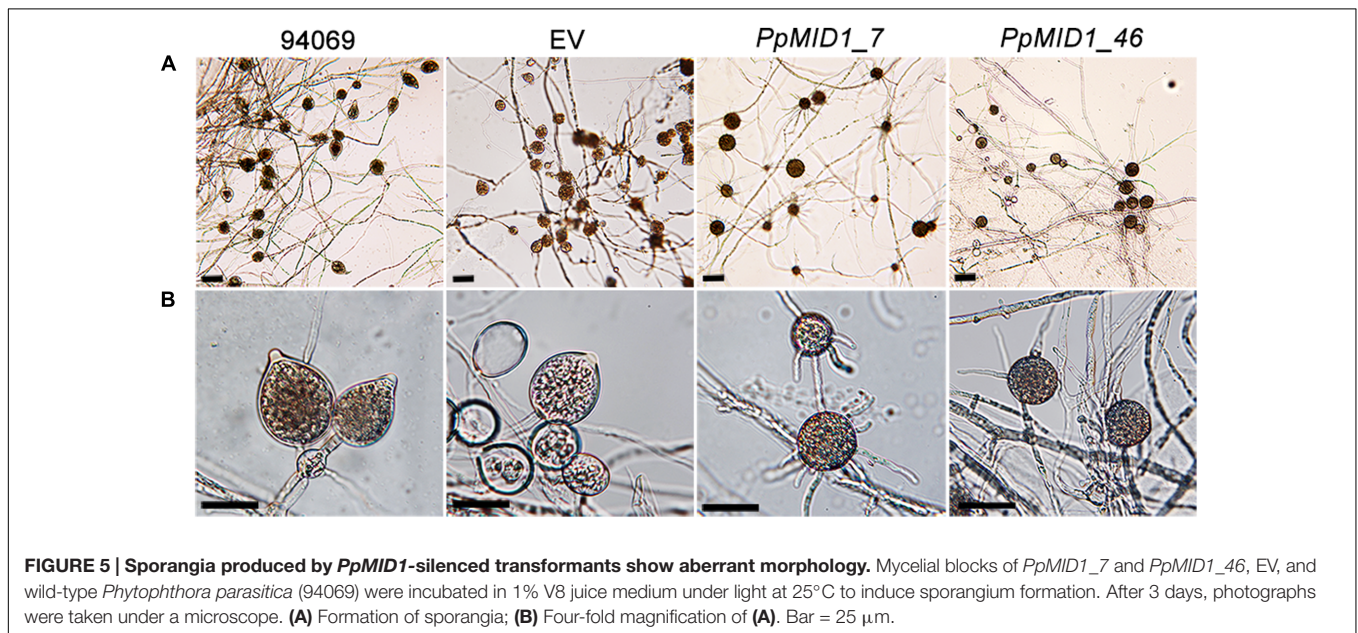 94069 EV PpMID1_7 PpMID1_46
A
B
FIGURE 5 | Sporangia produced by PpMID1-silenced transformants show aberrant morphology. Mycelial blocks of PpMID1_7 and PpMID1_46, EV, and
wild-type Phytophthora parasitica (94069) were incubated in 1% V8 juice medium under light at 25°C to induce sporangium formation. After 3 days, photographs
were taken under a microscope. (A) Formation of sporangia; (B) Four-fold magnification of (A). Bar = 25 μm.